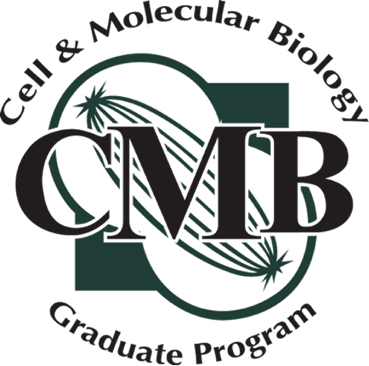 Cell & Molecular Biology
CMB
Graduate Program